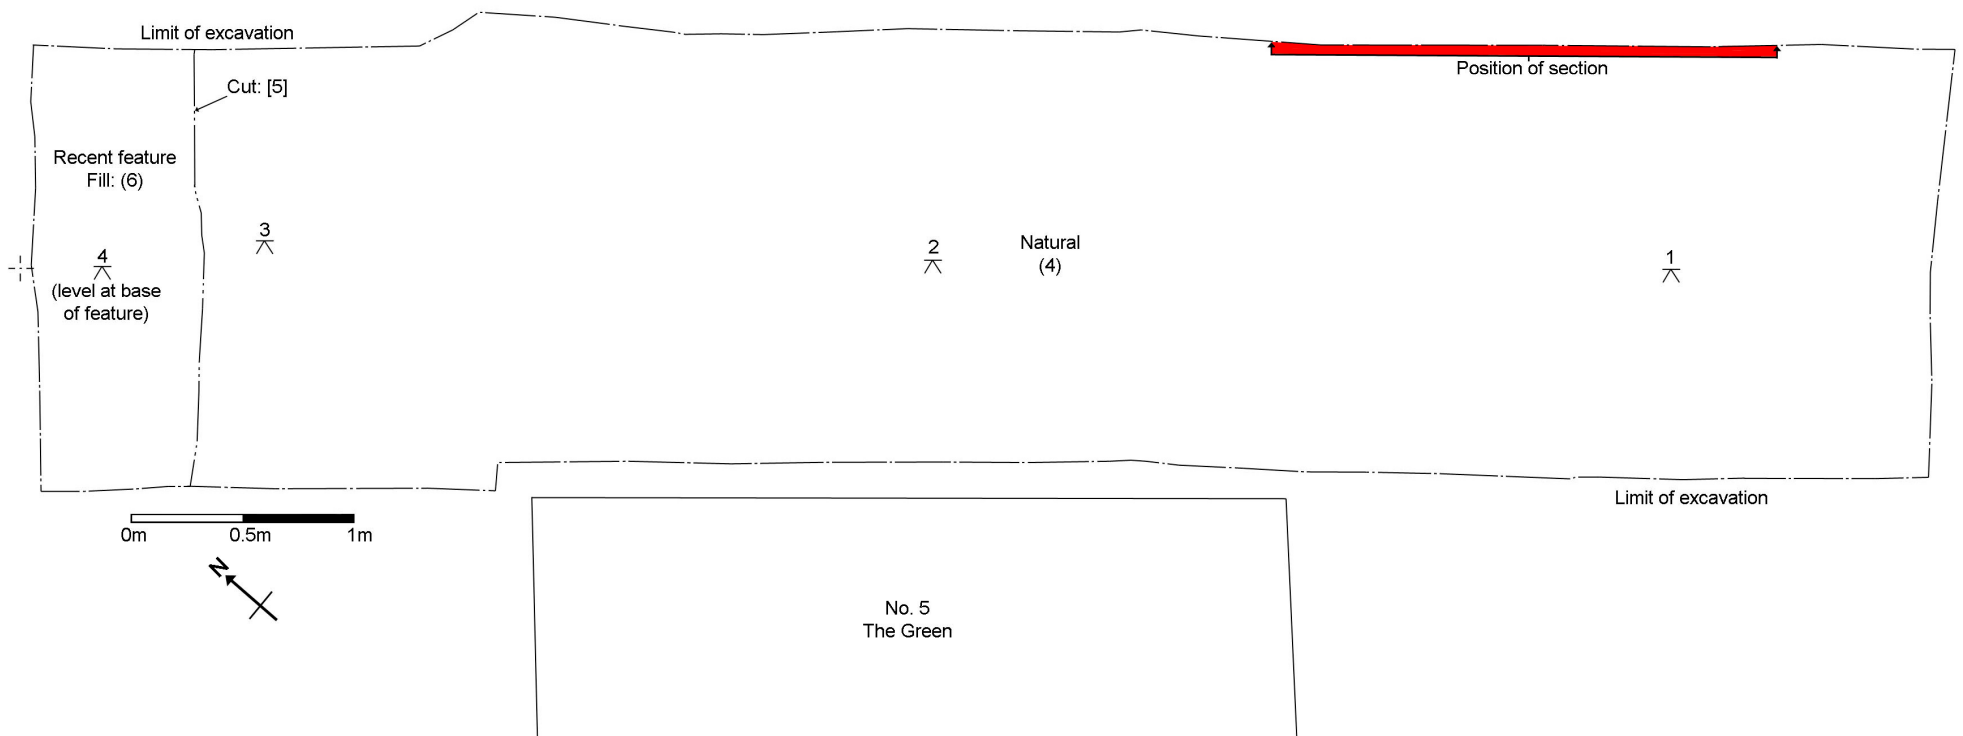 Limit of excavation
Cut: [5]
Position of section
Recent feature
Fill: (6)
3
4
(level at base
of feature)
2
Natural
(4)
1
Limit of excavation
0m
0.5m
1m
N
No. 5
The Green